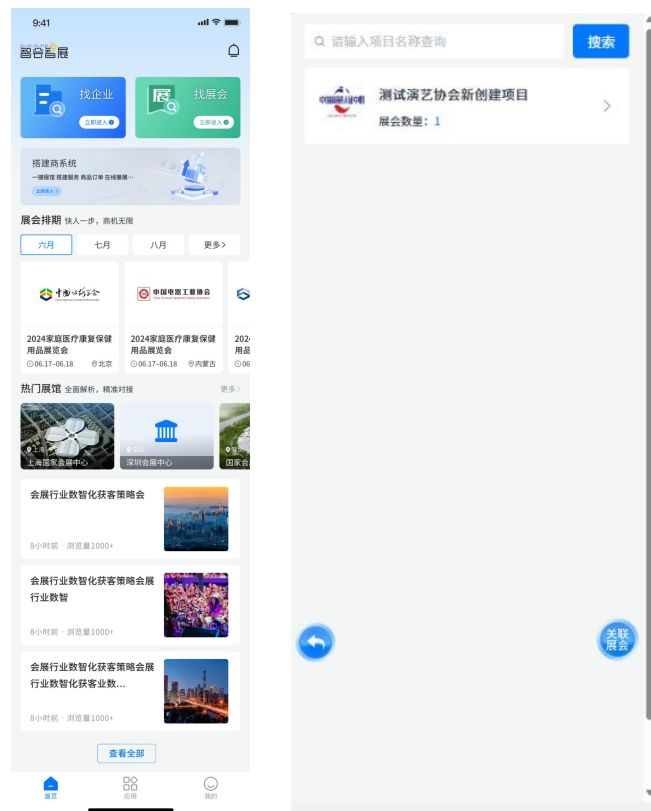 9:41
智合智展
找企业
立即进入
展
找展会
立即进入
搭建商系统
一键报馆 搭建服务 商品订单 在线催展…
立即进入 >
展会排期 快人一步，商机无限
六月
七月
八月
更多>
中国电器工业协会
2024家庭医疗康复保健用品展览会
06.17-06.18
北京
2024家庭医疗康复保健用品展览会
06.17-06.18
内蒙古
热门展馆 全面解析，精准对接
更多>
上海
上海国家会展中心
深圳会展中心
国家会
会展行业数智化获客策略会
8小时前 · 浏览量1000+
会展行业数智化获客策略会展
行业数智
8小时前 · 浏览量1000+
会展行业数智化获客策略会展
行业数智化获客业数...
8小时前 · 浏览量1000+
查看全部
首页
应用
我的
请输入项目名称查询
搜索
测试演艺协会新创建项目
展会数量：1
关联
展会